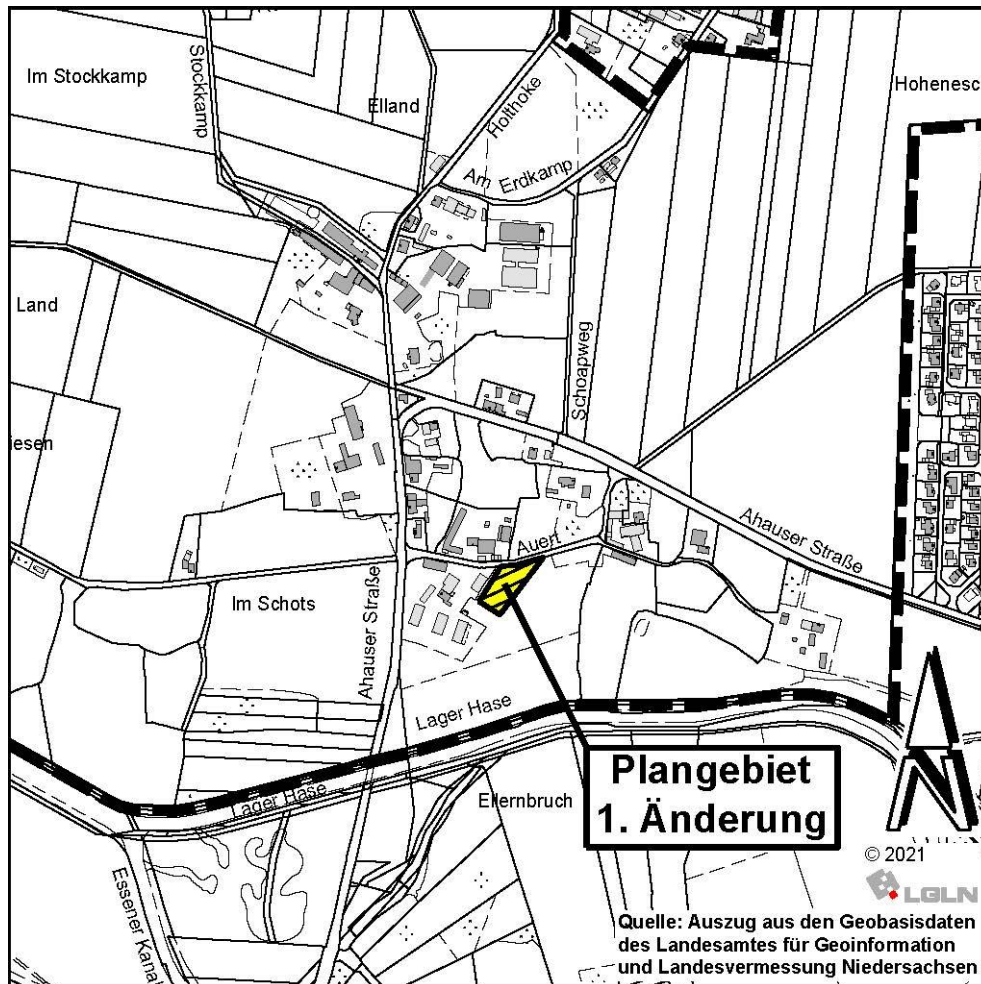 Im Stockkamp
Stockkamp
Elland
Holthoke
Hohenesc
Am Erdkamp
Land
Schoapweg
iesen
Ahauser Straße
Auert
Im Schots
Ahauser Straße
Lager Hase
Lager Hase
Ellernbruch
Plangebiet
1. Änderung
N
Essener Kanal
© 2021
LGLN
Quelle: Auszug aus den Geobasisdaten
des Landesamtes für Geoinformation
und Landesvermessung Niedersachsen